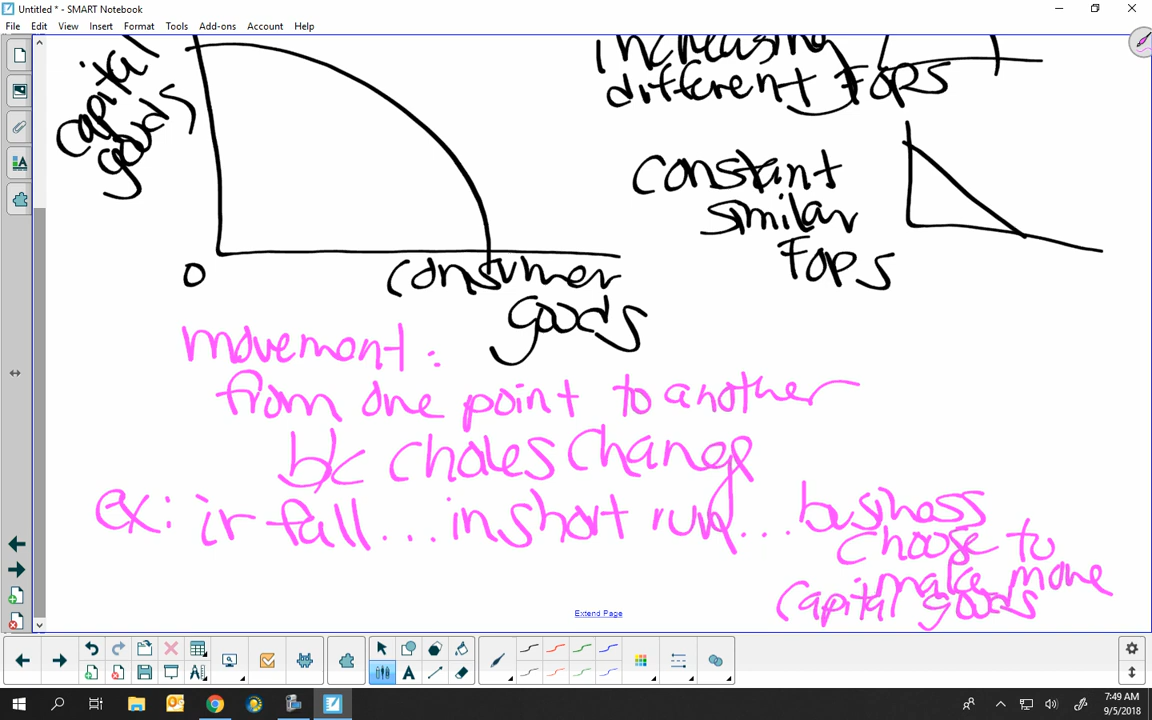 Untitled * - SMART Notebook
File Edit View Insert Format Tools Add-ons Account Help
capital
goods
0
consumer
goods
increasing
different FOPS
constant
similar
FOPS
movement:
from one point to another
b/c choies change
ex: ir fall... in short run... business
choose to
make more
capital goods
Extend Page
7:49 AM
9/5/2018